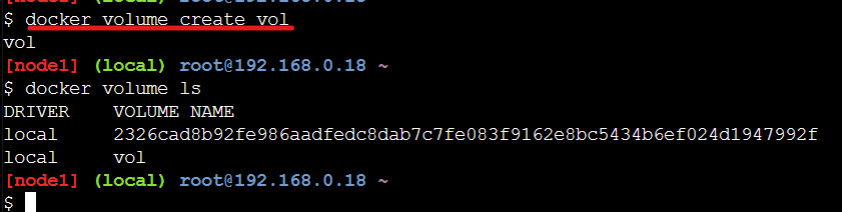 $ docker volume create vol
vol
[node1] (local) root@192.168.0.18 ~
$ docker volume ls
DRIVER    VOLUME NAME
local     2326cad8b92fe986aadfedc8dab7c7fe083f9162e8bc5434b6ef024d1947992f
local     vol
[node1] (local) root@192.168.0.18 ~
$